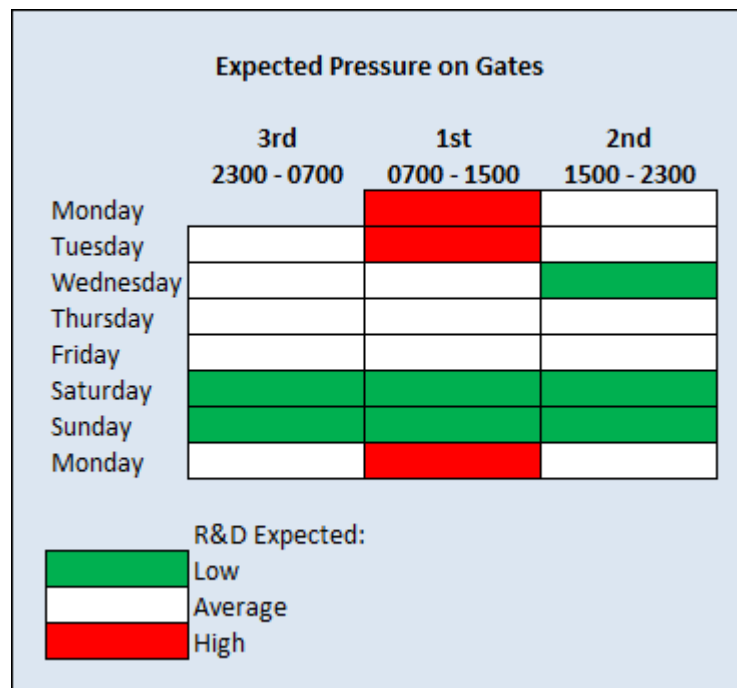 Expected Pressure on Gates
3rd 1st 2nd
2300 - 0700 0700 - 1500 1500 - 2300
Monday
Tuesday
Wednesday
Thursday
Friday
Saturday
Sunday
Monday
R&D Expected:
Low
Average
High